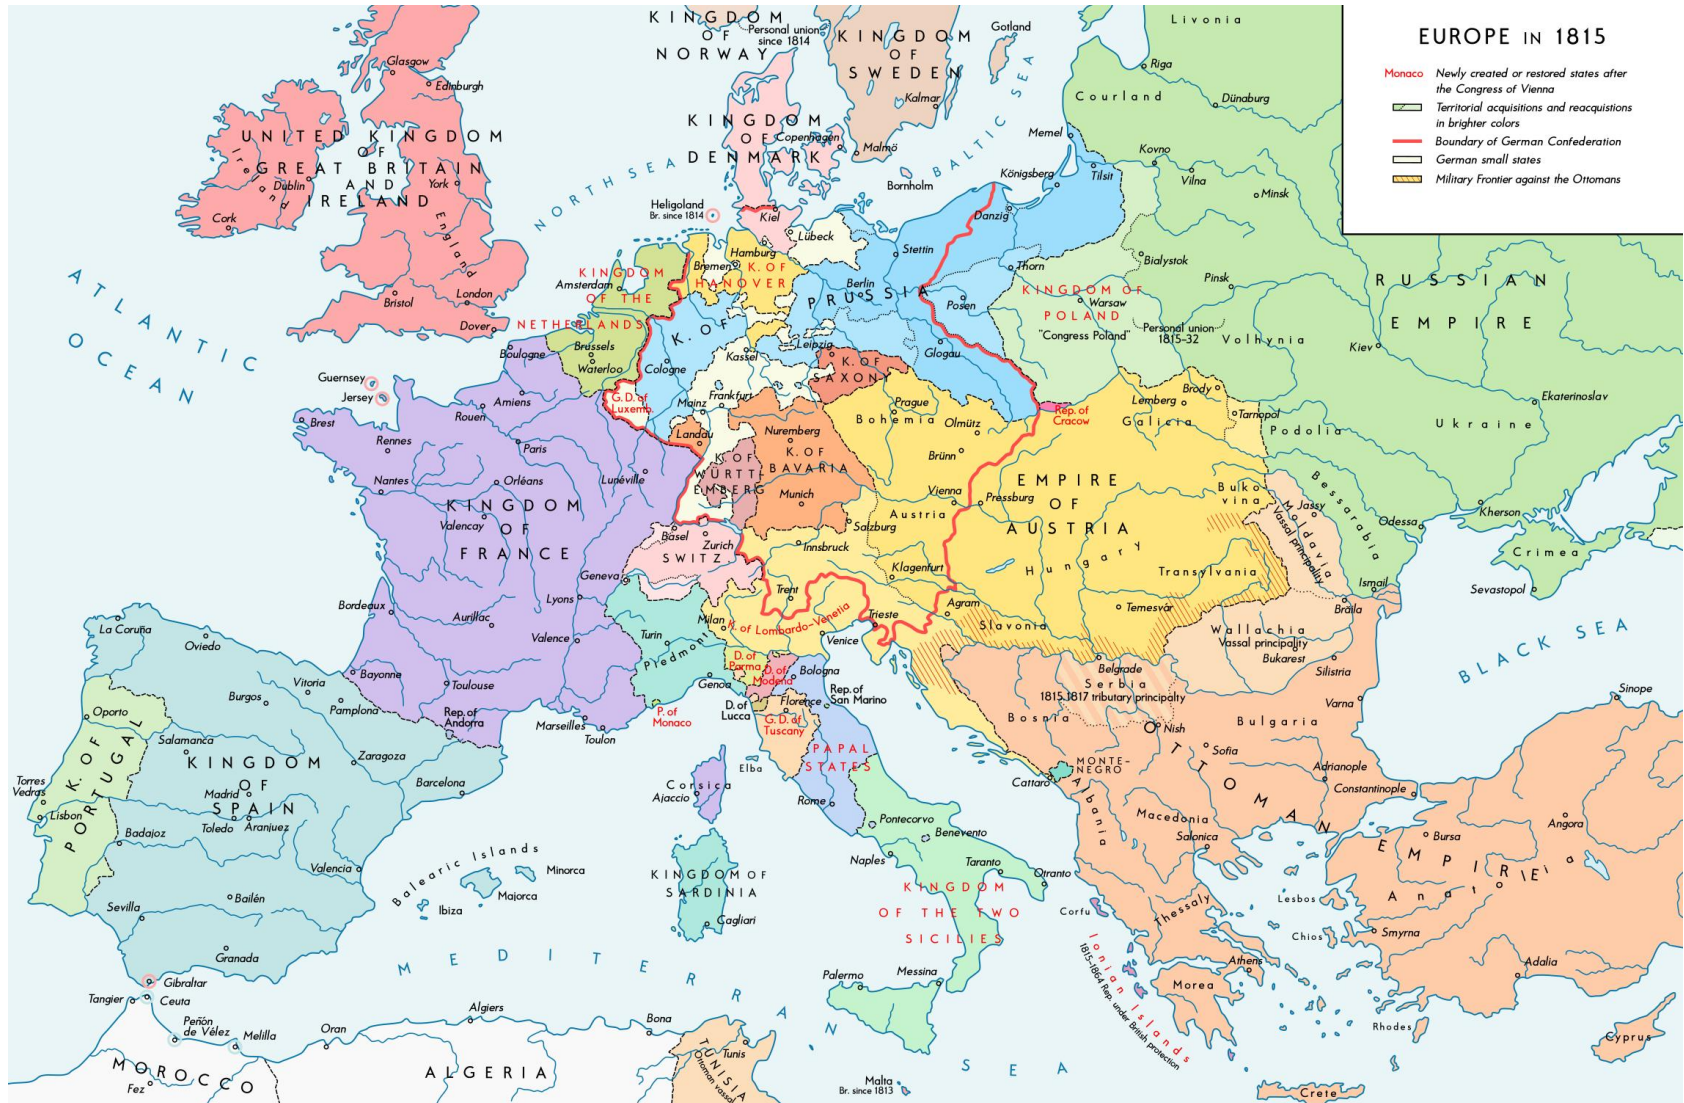 EUROPE IN 1815
Monaco
Newly created or restored states after
the Congress of Vienna
Territorial acquisitions and reacquistions
in brighter colors
Boundary of German Confederation
German small states
Military Frontier against the Ottomans
KINGDOM
OF
NORWAY
Personal union
since 1814
KINGDOM
OF
SWEDEN
Gotland
Kalmar
Malmö
Livonia
Riga
Courland
Dünaburg
Memel
Kovno
Vilna
Minsk
Tilsit
Königsberg
BALTIC SEA
Bornholm
Glasgow
Edinburgh
UNITED KINGDOM
OF
GREAT BRITAIN
AND
IRELAND
Ireland
Dublin
Cork
York
England
Bristol
London
Dover
NORTH SEA
KINGDOM
OF
DENMARK
Copenhagen
Heligoland
Br. since 1814
Kiel
Lübeck
Hamburg
Bremen
K. OF
HANOVER
Danzig
Stettin
Berlin
K. OF PRUSSIA
Thorn
Posen
Glogau
Bialystok
Pinsk
KINGDOM OF
POLAND
Warsaw
"Congress Poland"
Personal union
1815-32
Volhynia
RUSSIAN
EMPIRE
Kiev
Ekaterinoslav
Ukraine
Podolia
Bessarabia
Odessa
Kherson
Crimea
Sevastopol
Ismail
ATLANTIC
OCEAN
KINGDOM
OF THE
NETHERLANDS
Amsterdam
Brussels
Waterloo
Boulogne
Cologne
Kassel
Leipzig
K. OF
SAXON
G.D. of
Luxemb.
Mainz
Frankfurt
Landau
K. OF
WÜRTT-
EMBERG
Nuremberg
K. OF
BAVARIA
Munich
Prague
Bohemia
Olmütz
Brünn
Vienna
Pressburg
Austria
Salzburg
Innsbruck
Klagenfurt
Rep. of
Cracow
Lemberg
Brody
Tarnopol
Galicia
EMPIRE
OF
AUSTRIA
Hungary
Buko-
vina
Transylvania
Temesvár
Slavonia
Agram
Trieste
Jassy
Moldavia
Vassal principality
Braila
Wallachia
Vassal principality
Bukarest
Silistria
Guernsey
Jersey
Brest
Rennes
Nantes
Rouen
Amiens
Paris
Orléans
Lunéville
KINGDOM
OF
FRANCE
Valencay
Basel
Zurich
SWITZ
Geneva
Lyons
Bordeaux
Aurillac
Valence
Bayonne
Toulouse
Marseilles
Toulon
Rep. of
Andorra
Trent
Milan
K. of Lombardo-Venetia
Venice
Turin
Piedmont
Genoa
D. of
Parma
D. of
Modena
Bologna
Rep. of
San Marino
D. of
Lucca
Florence
G.D. of
Tuscany
P. of
Monaco
PAPAL
STATES
Rome
Elba
Corsica
Ajaccio
KINGDOM OF
SARDINIA
Cagliari
Pontecorvo
Benevento
Naples
Taranto
Otranto
KINGDOM
OF THE TWO
SICILIES
Palermo
Messina
Malta
Br. since 1813
La Coruña
Oviedo
Vitoria
Burgos
Pamplona
Oporto
Salamanca
Zaragoza
Barcelona
K. OF
PORTUGAL
Torres
Vedras
Lisbon
KINGDOM
OF
SPAIN
Madrid
Toledo
Aranjuez
Badajoz
Valencia
Bailén
Sevilla
Granada
Balearic Islands
Ibiza
Majorca
Minorca
Gibraltar
Tangier
Ceuta
Peñón
de Vélez
Melilla
MOROCCO
Fez
Oran
Algiers
Bona
ALGERIA
TUNISIA
Ottoman vassal
Tunis
MEDITERRANEAN SEA
Belgrade
Serbia
1815-1817 tributary principalty
Bosnia
Nish
Bulgaria
Varna
Sofia
MONTE-
NEGRO
Cattaro
Albania
OTTOMAN
EMPIRE
Adrianople
Constantinople
Macedonia
Salonica
Thessaly
Corfu
Ionian Islands
1815-1864 Rep. under British protection
Athens
Morea
Lesbos
Chios
Bursa
Angora
Anatolia
Smyrna
Adalia
Rhodes
Cyprus
Crete
BLACK SEA
Sinope